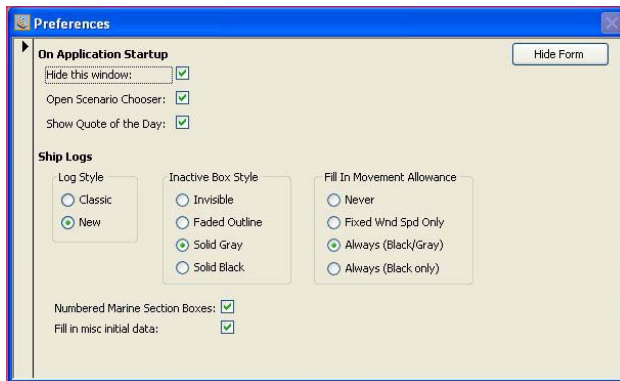 Preferences
On Application Startup
Hide Form
Hide this window:
Open Scenario Chooser:
Show Quote of the Day:
Ship Logs
Log Style
Classic
New
Inactive Box Style
Invisible
Faded Outline
Solid Gray
Solid Black
Fill In Movement Allowance
Never
Fixed Wnd Spd Only
Always (Black/Gray)
Always (Black only)
Numbered Marine Section Boxes:
Fill in misc initial data: